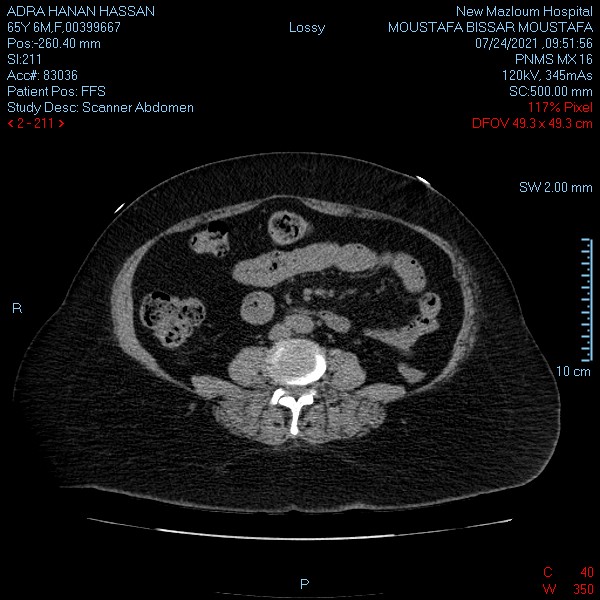 ADRA HANAN HASSAN
65Y 6M,F,00399667
Pos:-260.40 mm
SI:211
Acc#: 83036
Patient Pos: FFS
Study Desc: Scanner Abdomen
< 2 - 211 >
Lossy
New Mazloum Hospital
MOUSTAFA BISSAR MOUSTAFA
07/24/2021 ,09:51:56
PNMS MX 16
120kV, 345mAs
SC:500.00 mm
117% Pixel
DFOV 49.3 x 49.3 cm
SW 2.00 mm
R
10 cm
P
C 40
W 350